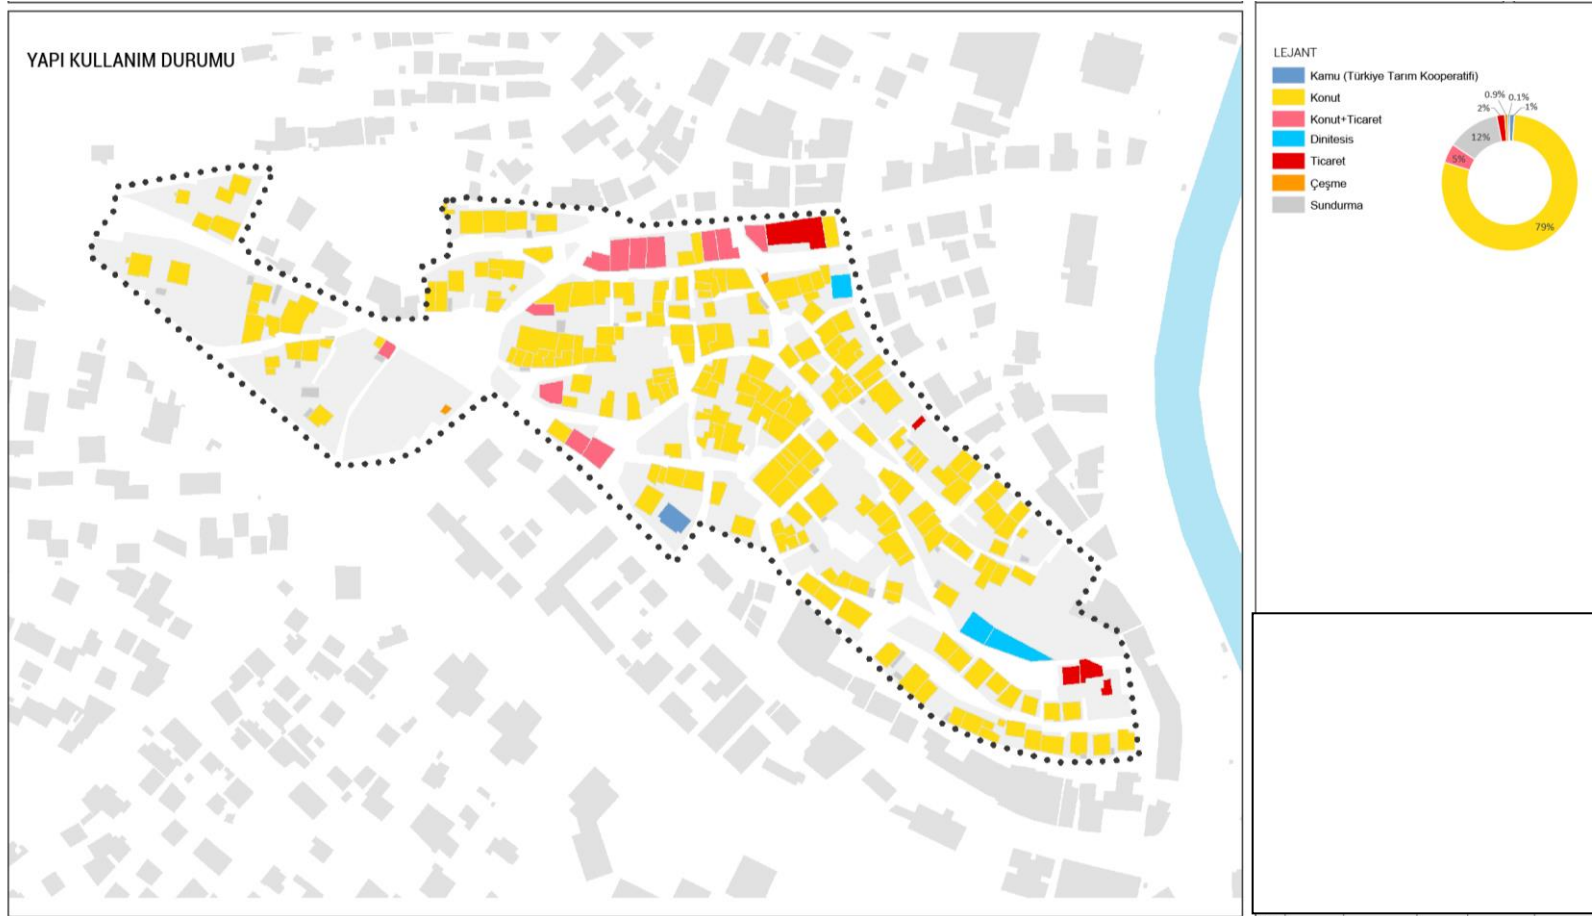 YAPI KULLANIM DURUMU
LEJANT
Kamu (Türkiye Tarım Kooperatifi)
Konut
Konut+Ticaret
Dinitesis
Ticaret
Çeşme
Sundurma
0.9% 0.1%
2% 1%
12%
5%
79%